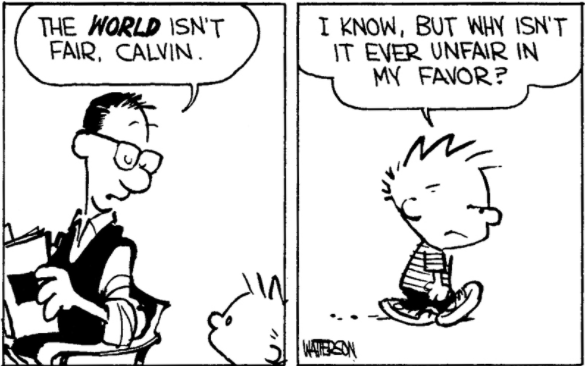 THE WORLD ISN'T
FAIR, CALVIN.
I KNOW, BUT WHY ISN'T
IT EVER UNFAIR IN
MY FAVOR?
WATTERSON